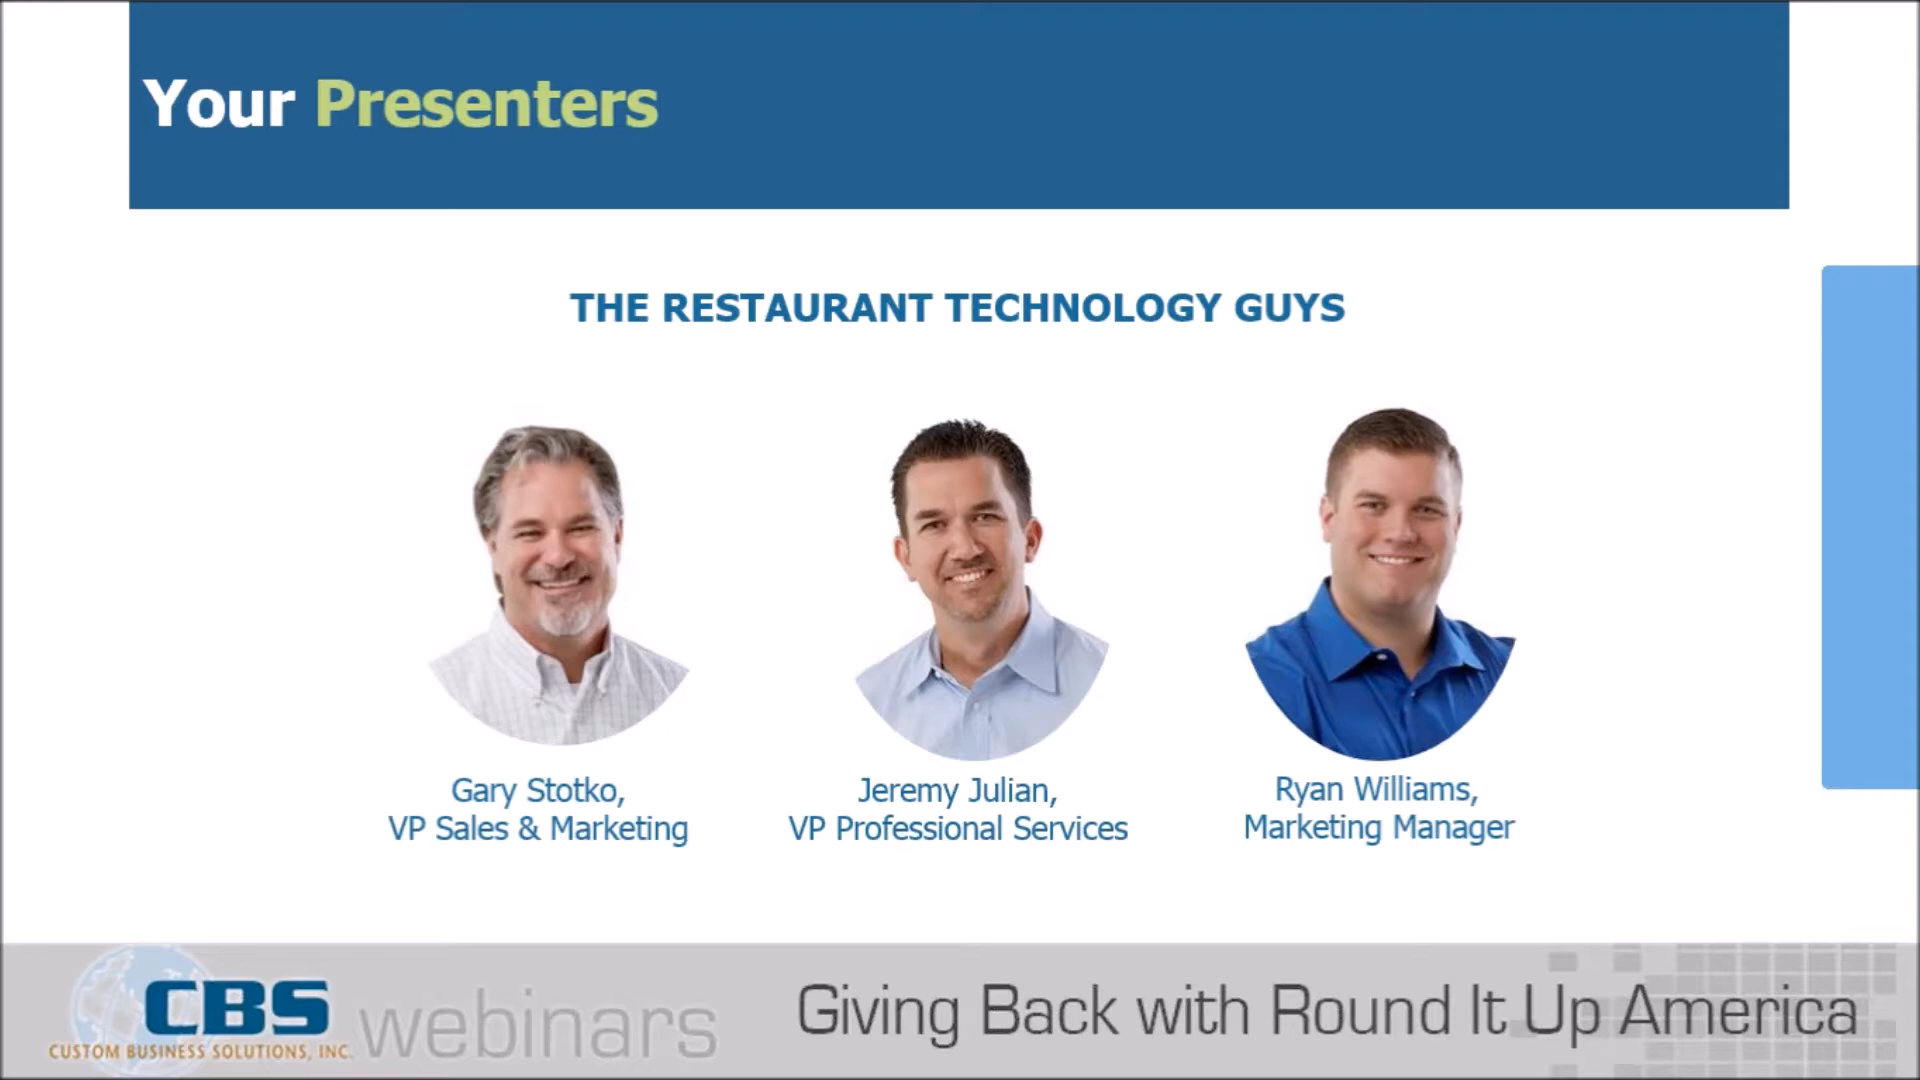 Your Presenters
THE RESTAURANT TECHNOLOGY GUYS
Gary Stotko,
VP Sales & Marketing
Jeremy Julian,
VP Professional Services
Ryan Williams,
Marketing Manager
CBS
CUSTOM BUSINESS SOLUTIONS, INC.
webinars
Giving Back with Round It Up America